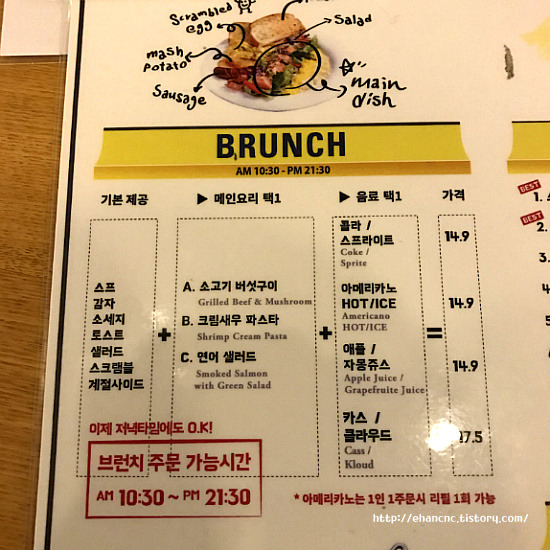 Scrambled
egg
Salad
mash
potato
Sausage
main
dish
BRUNCH
AM 10:30 - PM 21:30
기본 제공
▶ 메인요리 택1
▶ 음료 택1
가격
스프
감자
소세지
토스트
샐러드
스크램블
계절사이드
+
A. 소고기 버섯구이
Grilled Beef & Mushroom
B. 크림새우 파스타
Shrimp Cream Pasta
C. 연어 샐러드
Smoked Salmon
with Green Salad
+
콜라 /
스프라이트
Coke /
Sprite
아메리카노
HOT/ICE
Americano
HOT/ICE
애플 /
자몽쥬스
Apple Juice /
Grapefruite Juice
카스 /
클라우드
Cass /
Kloud
=
14.9
14.9
14.9
7.5
이제 저녁타임에도 O.K!
브런치 주문 가능시간
AM 10:30 ~ PM 21:30
* 아메리카노는 1인 1주문시 리필 1회 가능
BEST
1.
BEST
2.
http://ehancnc.tistory.com/